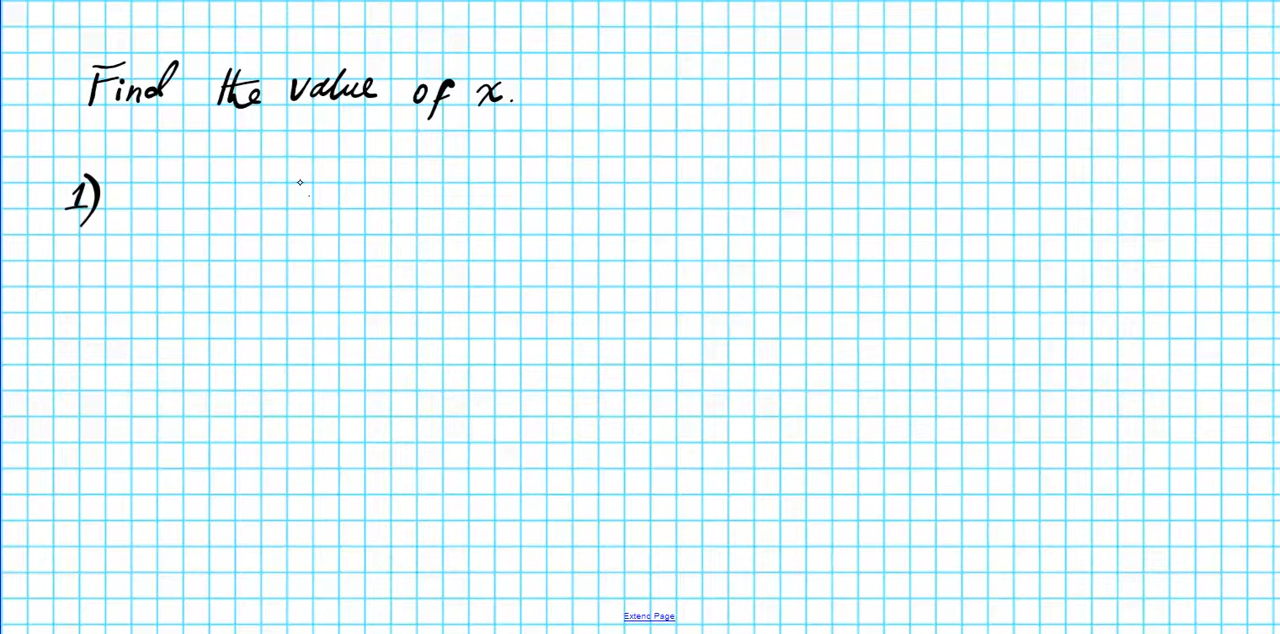 Find the value of x.
1)
Extend Page